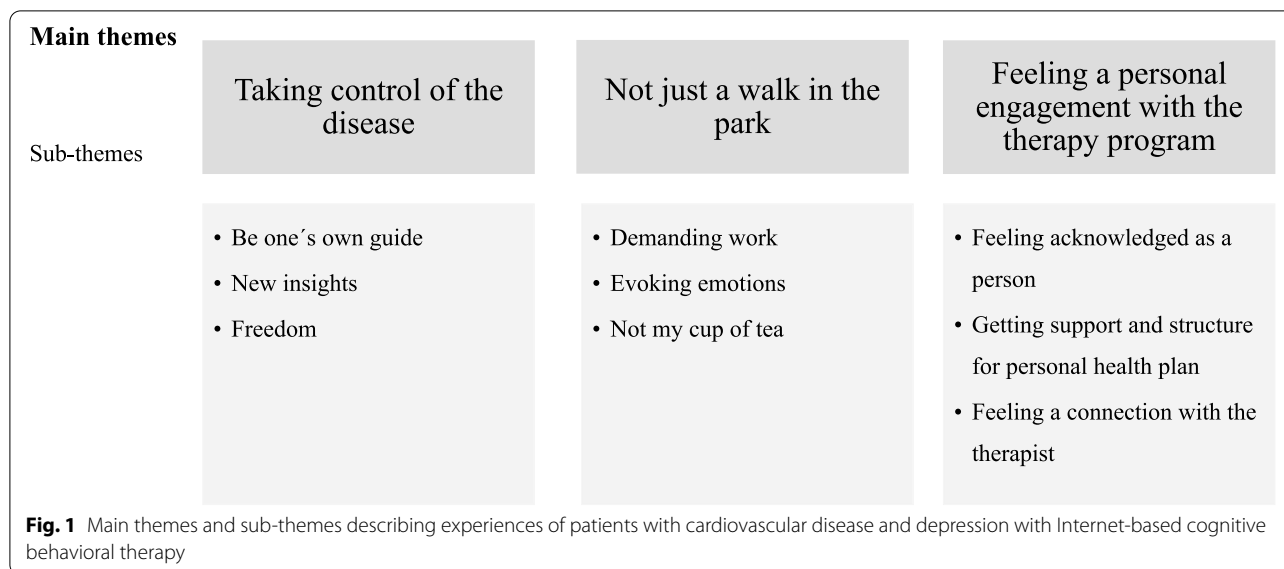 Main themes
Sub-themes
Taking control of the
disease
Not just a walk in the
park
Feeling a personal
engagement with the
therapy program
• Be one´s own guide
• New insights
• Freedom
• Demanding work
• Evoking emotions
• Not my cup of tea
• Feeling acknowledged as a
person
• Getting support and structure
for personal health plan
• Feeling a connection with the
therapist
Fig. 1 Main themes and sub-themes describing experiences of patients with cardiovascular disease and depression with Internet-based cognitive
behavioral therapy